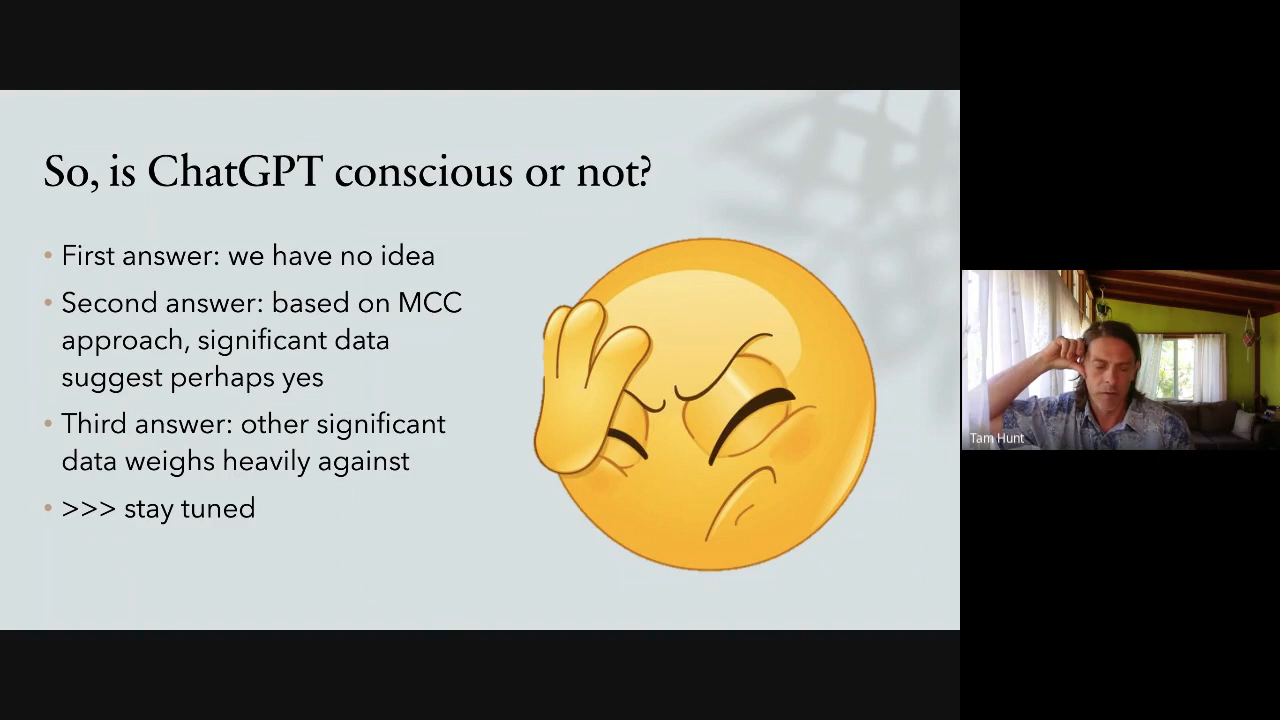 So, is ChatGPT conscious or not?
• First answer: we have no idea
• Second answer: based on MCC
approach, significant data
suggest perhaps yes
• Third answer: other significant
data weighs heavily against
• >>> stay tuned
Tam Hunt